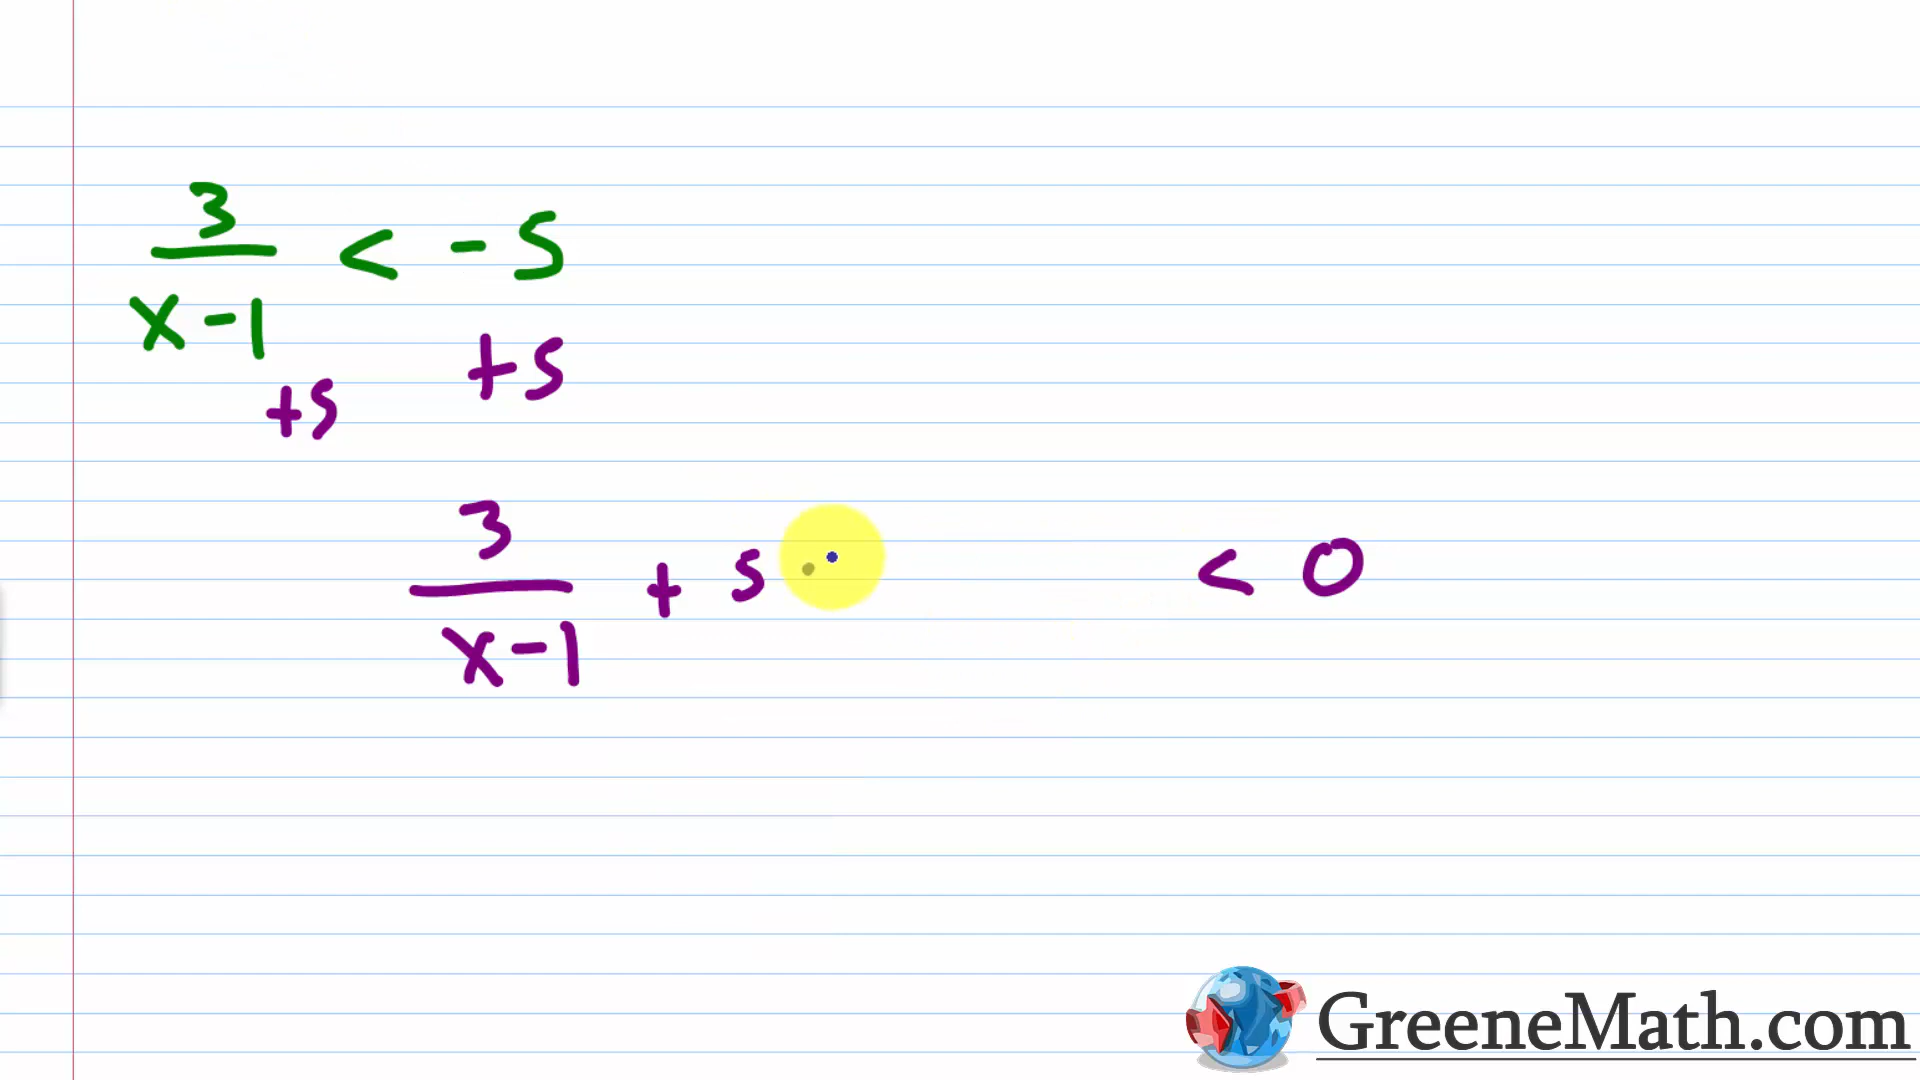 3
——— < - 5
x - 1
+5 +5
3
——— + 5 · < 0
x - 1
GreeneMath.com